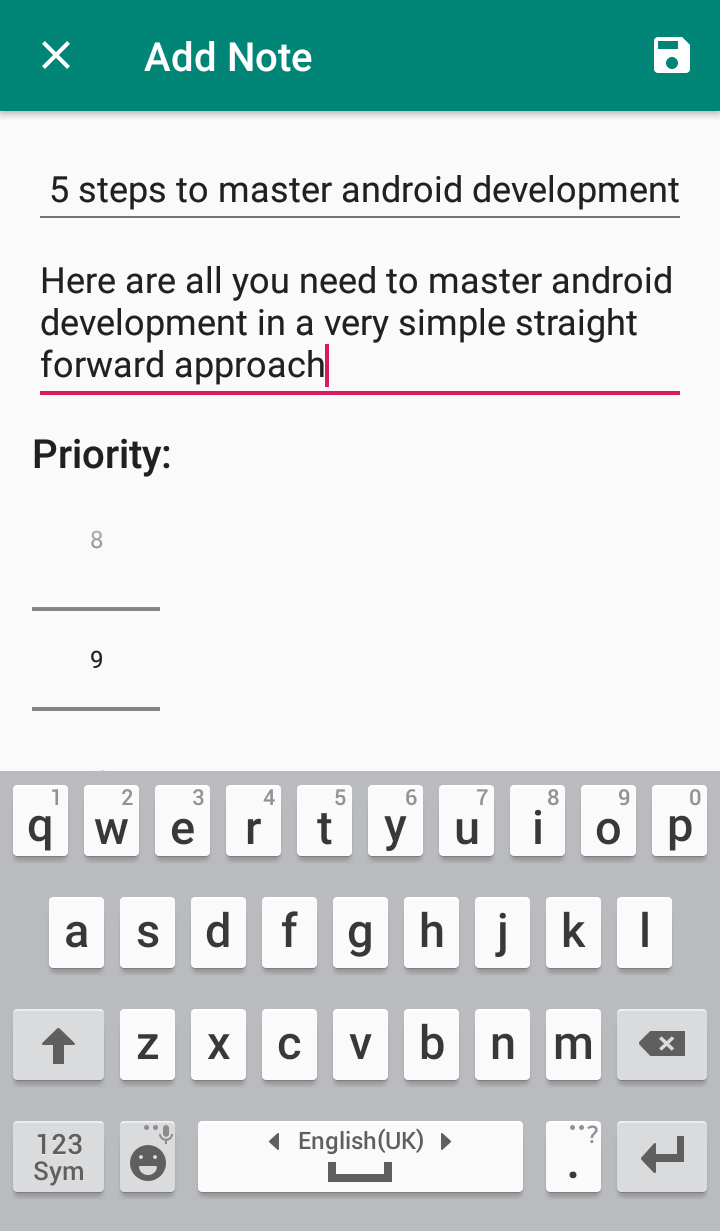 Add Note
5 steps to master android development
Here are all you need to master android
development in a very simple straight
forward approach
Priority:
8
9
1 2 3 4 5 6 7 8 9 0
q w e r t y u i o p
a s d f g h j k l
z x c v b n m
123
Sym
English(UK)
?
.